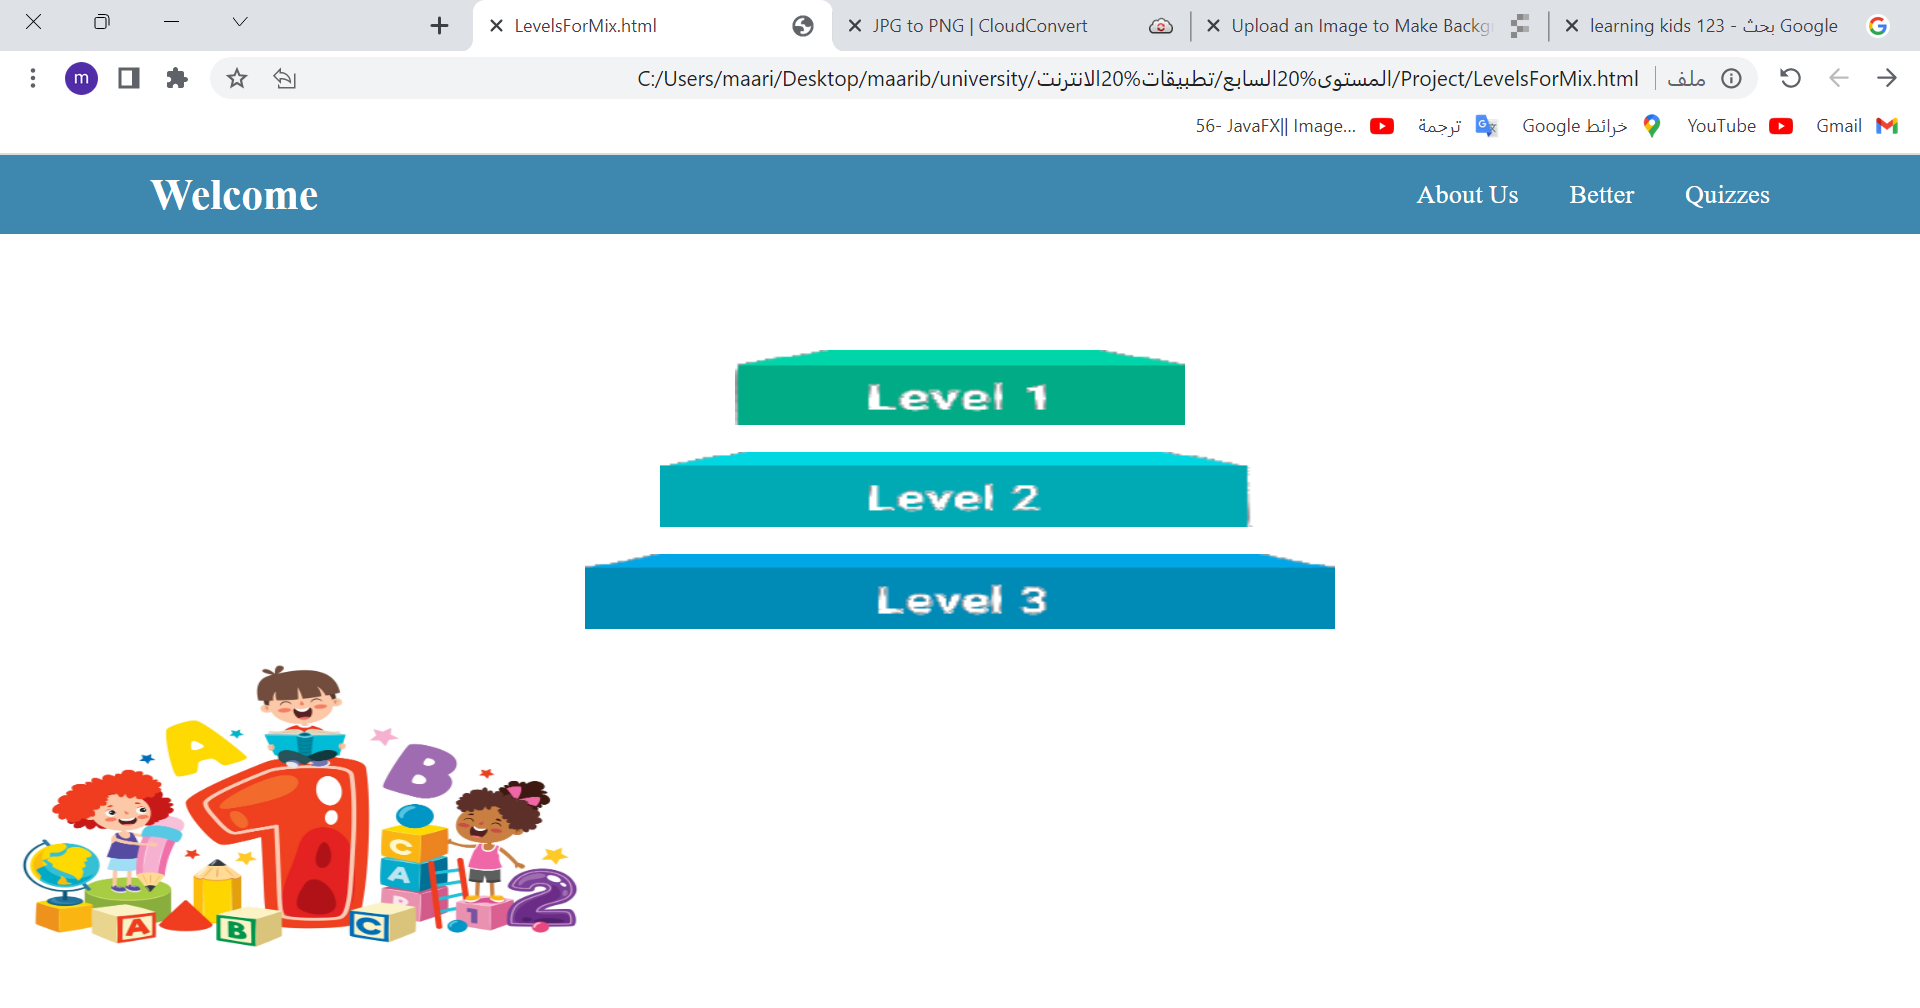 LevelsForMix.html
JPG to PNG | CloudConvert
Upload an Image to Make Backgr
learning kids 123 - بحث Google
m
C:/Users/maari/Desktop/maarib/university/المستوى%20السابع/تطبيقات%20الانترنت/Project/LevelsForMix.html
ملف
56- JavaFX|| Image...
ترجمة
خرائط Google
YouTube
Gmail
Welcome
About Us
Better
Quizzes
Level 1
Level 2
Level 3
A
B
1
C
A
B
1
2
A
B
C